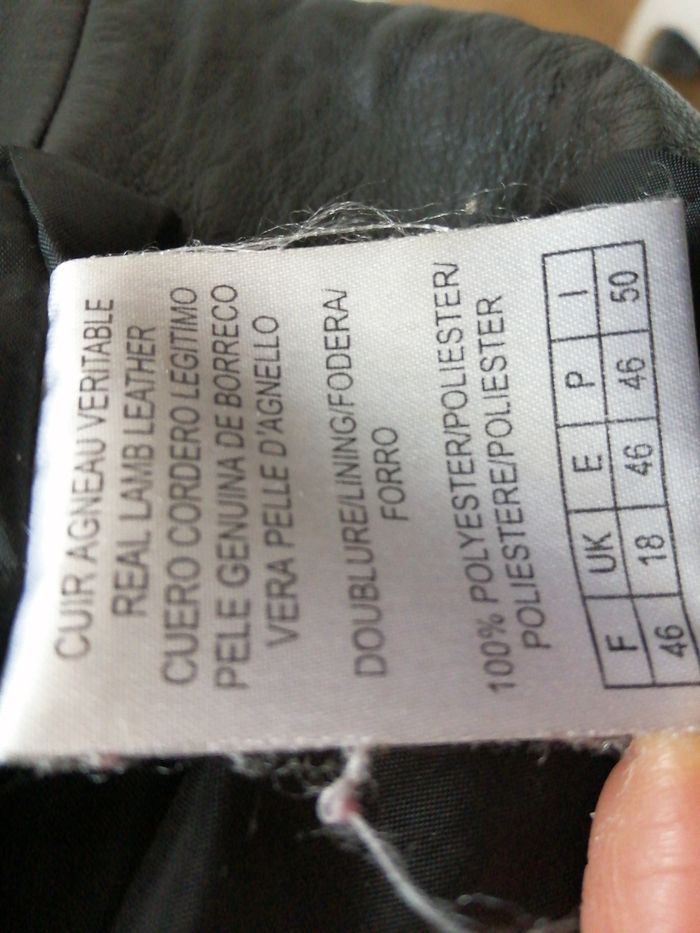 CUIR AGNEAU VERITABLE
REAL LAMB LEATHER
CUERO CORDERO LEGITIMO
PELE GENUINA DE BORRECO
VERA PELLE D'AGNELLO
DOUBLURE/LINING/FODERA/
FORRO
100% POLYESTER/POLIESTER/
POLIESTERE/POLIESTER
F UK E P I
46 18 46 46 50